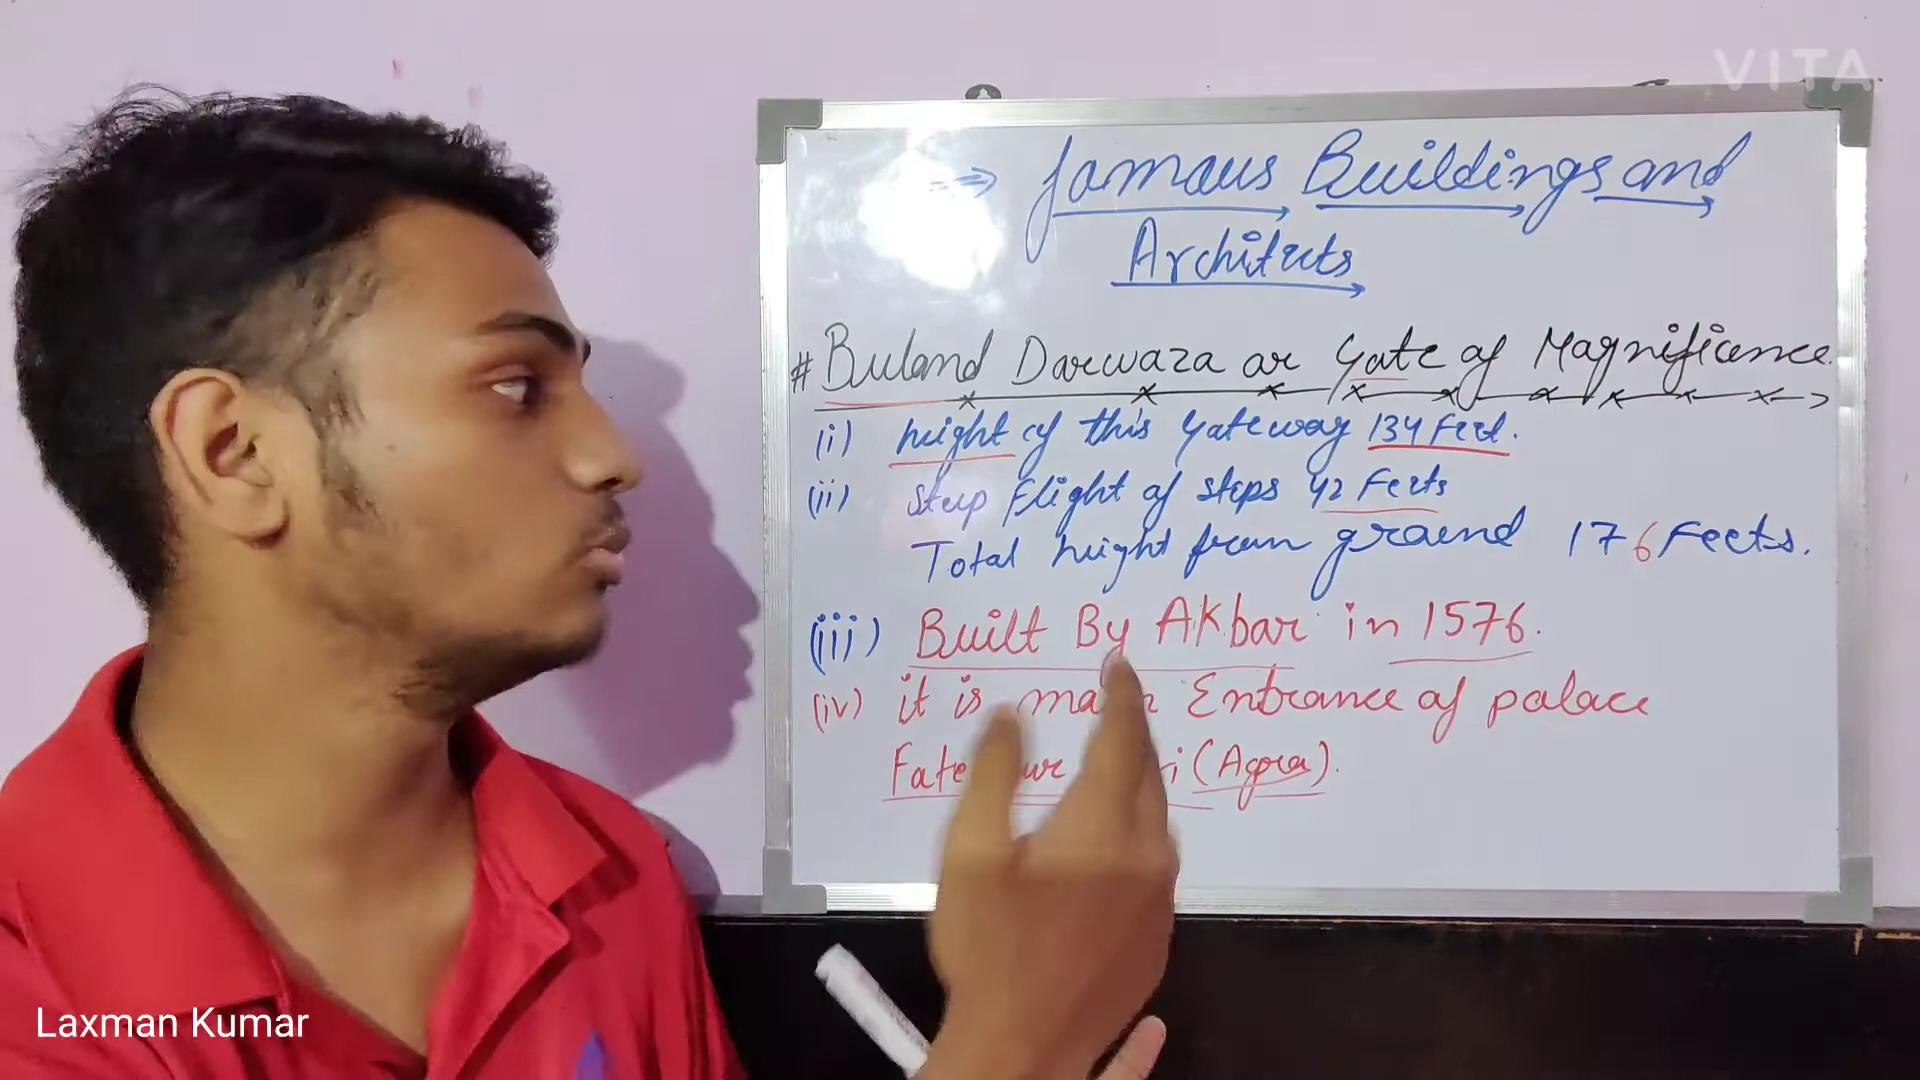 VITA
⇒ famous Buildings and
Architects
# Buland Darwaza or Gate of Magnificence.
(i) height of this gateway 134 Feet.
(ii) steep flight of steps 42 Feets
Total height from ground 176 Feets.
(iii) Built By Akbar in 1576.
(iv) it is main Entrance of palace
(Agra).
Laxman Kumar